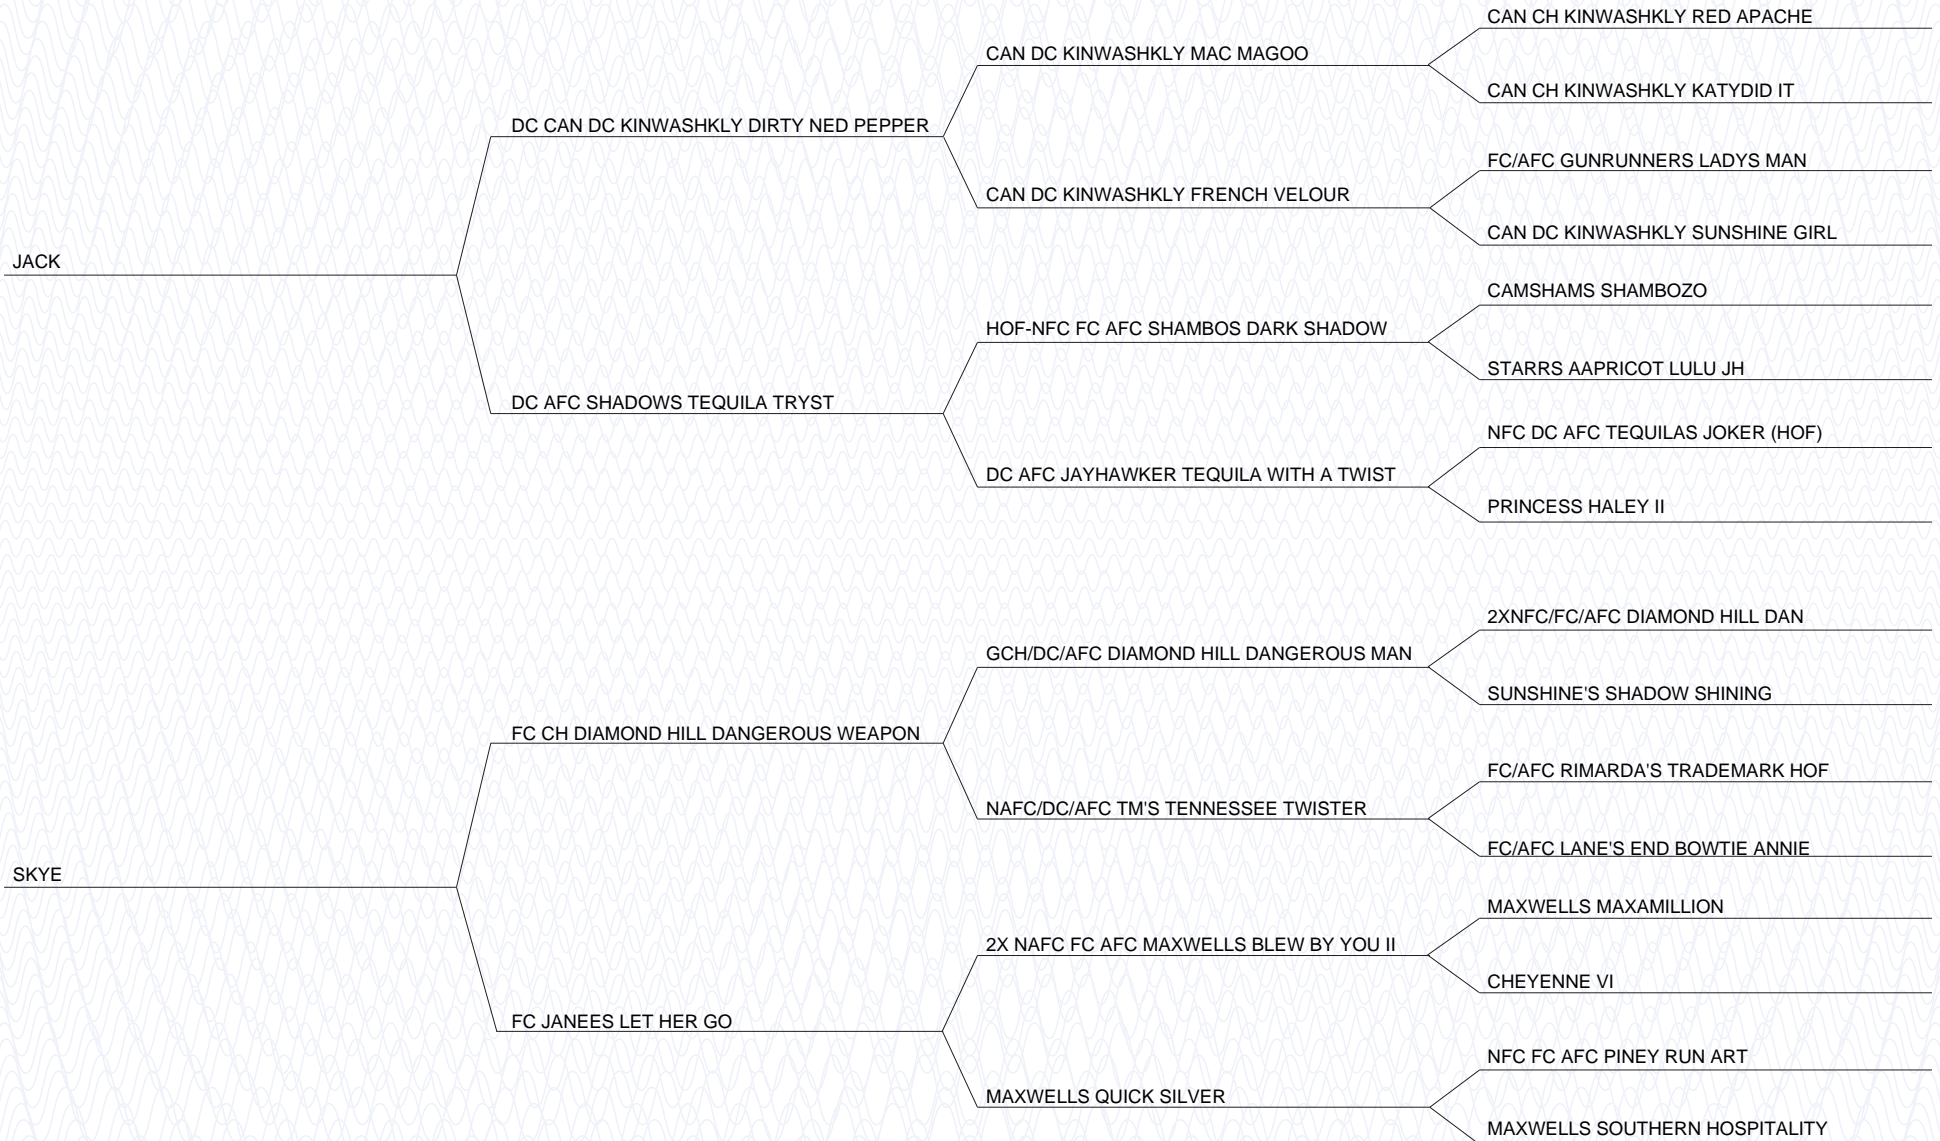 CAN CH KINWASHKLY RED APACHE
CAN DC KINWASHKLY MAC MAGOO
CAN CH KINWASHKLY KATYDID IT
DC CAN DC KINWASHKLY DIRTY NED PEPPER
FC/AFC GUNRUNNERS LADYS MAN
CAN DC KINWASHKLY FRENCH VELOUR
CAN DC KINWASHKLY SUNSHINE GIRL
JACK
CAMSHAMS SHAMBOZO
HOF-NFC FC AFC SHAMBOS DARK SHADOW
STARRS AAPRICOT LULU JH
DC AFC SHADOWS TEQUILA TRYST
NFC DC AFC TEQUILAS JOKER (HOF)
DC AFC JAYHAWKER TEQUILA WITH A TWIST
PRINCESS HALEY II
2XNFC/FC/AFC DIAMOND HILL DAN
GCH/DC/AFC DIAMOND HILL DANGEROUS MAN
SUNSHINE'S SHADOW SHINING
FC CH DIAMOND HILL DANGEROUS WEAPON
FC/AFC RIMARDA'S TRADEMARK HOF
NAFC/DC/AFC TM'S TENNESSEE TWISTER
FC/AFC LANE'S END BOWTIE ANNIE
SKYE
MAXWELLS MAXAMILLION
2X NAFC FC AFC MAXWELLS BLEW BY YOU II
CHEYENNE VI
FC JANEES LET HER GO
NFC FC AFC PINEY RUN ART
MAXWELLS QUICK SILVER
MAXWELLS SOUTHERN HOSPITALITY